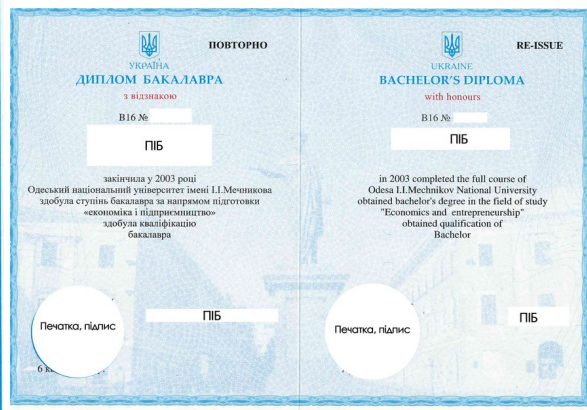 ПОВТОРНО
УКРАЇНА
ДИПЛОМ БАКАЛАВРА
з відзнакою
В16 №
ПІБ
закінчила у 2003 році
Одеський національний університет імені І.І.Мечникова
здобула ступінь бакалавра за напрямом підготовки
«економіка і підприємництво»
здобула кваліфікацію
бакалавра
ПІБ
Печатка, підпис
RE-ISSUE
UKRAINE
BACHELOR'S DIPLOMA
with honours
B16 №
ПІБ
in 2003 completed the full course of
Odesa I.I.Mechnikov National University
obtained bachelor's degree in the field of study
"Economics and entrepreneurship"
obtained qualification of
Bachelor
ПІБ
Печатка, підпис